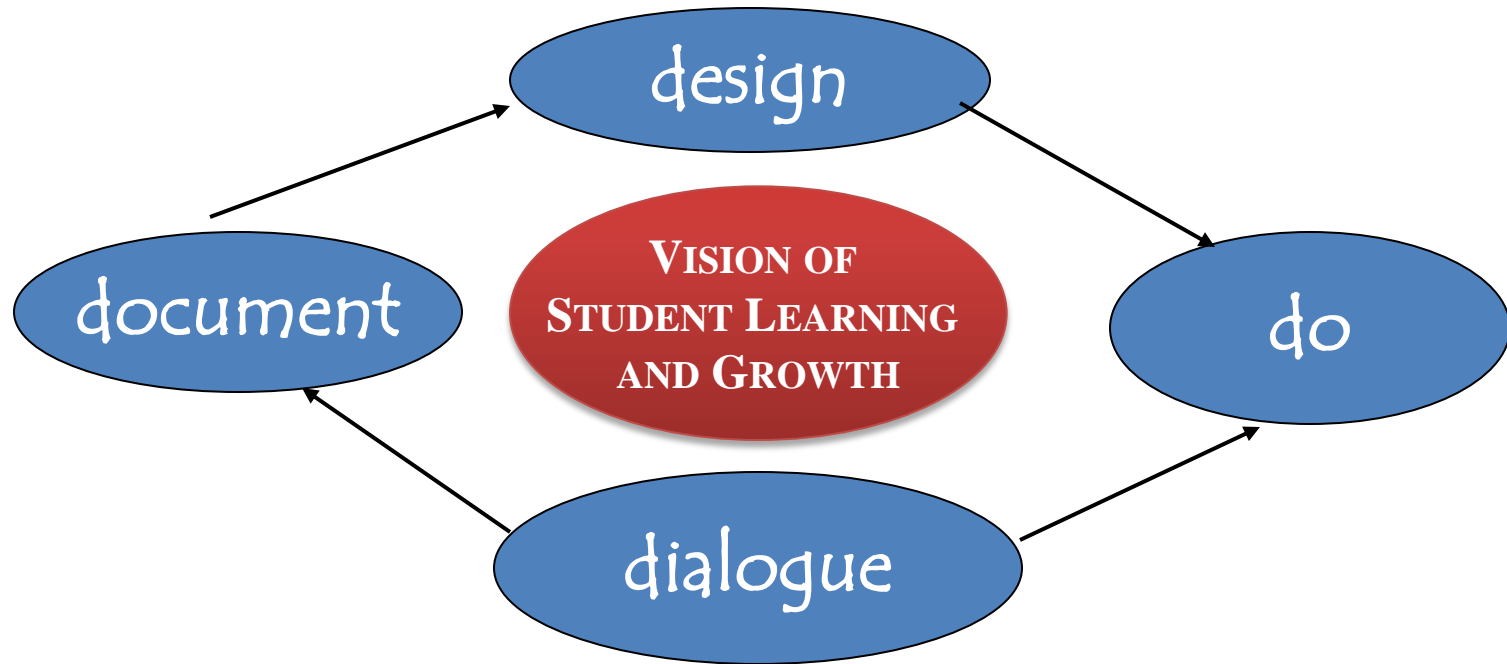 design
document
VISION OF
STUDENT LEARNING
AND GROWTH
do
dialogue